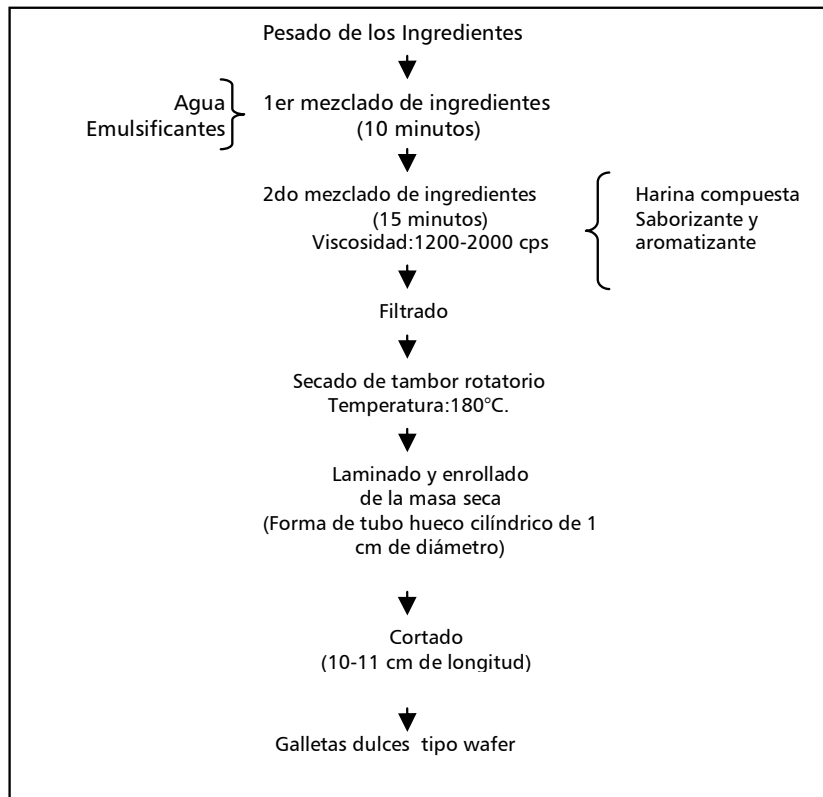 Pesado de los Ingredientes
Agua
Emulsificantes
1er mezclado de ingredientes
(10 minutos)
2do mezclado de ingredientes
(15 minutos)
Viscosidad:1200-2000 cps
Harina compuesta
Saborizante y
aromatizante
Filtrado
Secado de tambor rotatorio
Temperatura:180°C.
Laminado y enrollado
de la masa seca
(Forma de tubo hueco cilíndrico de 1
cm de diámetro)
Cortado
(10-11 cm de longitud)
Galletas dulces tipo wafer